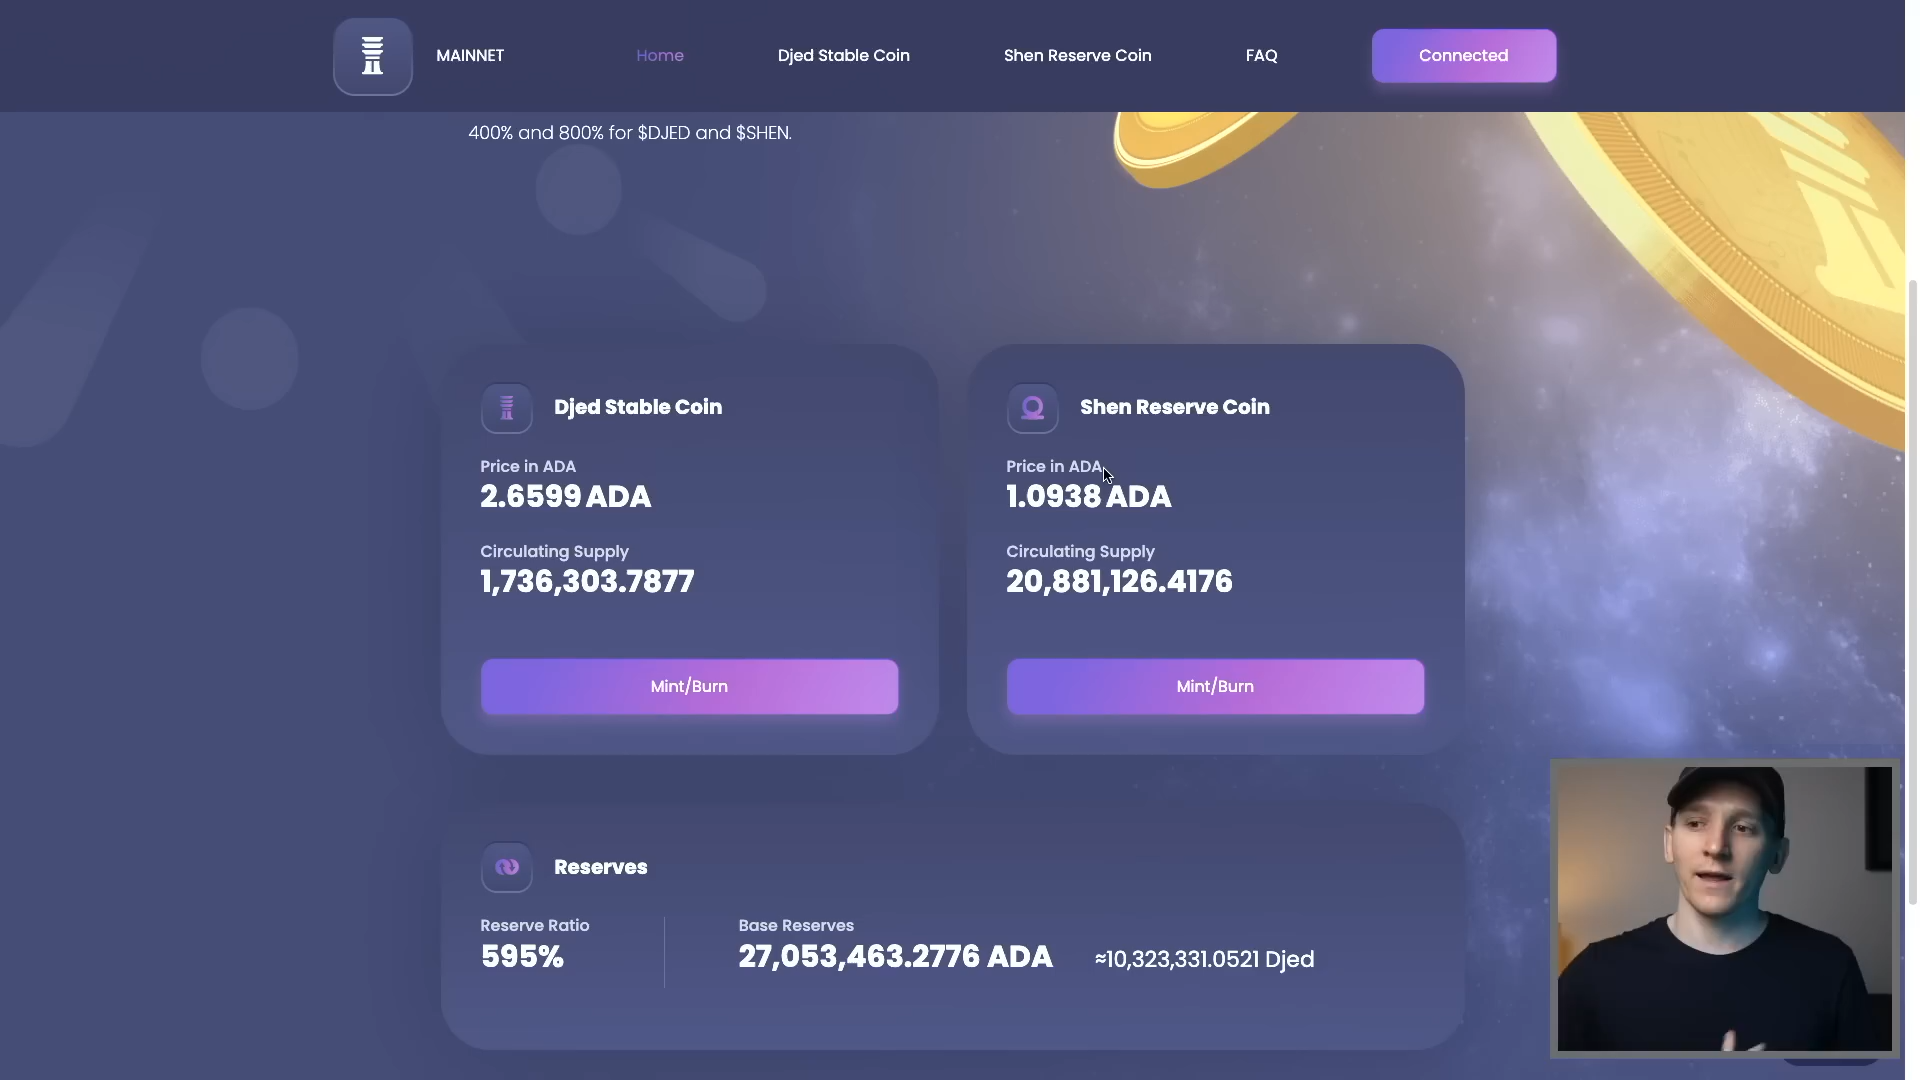 MAINNET
Home
Djed Stable Coin
Shen Reserve Coin
FAQ
Connected
400% and 800% for $DJED and $SHEN.
Djed Stable Coin
Price in ADA
2.6599 ADA
Circulating Supply
1,736,303.7877
Mint/Burn
Shen Reserve Coin
Price in ADA
1.0938 ADA
Circulating Supply
20,881,126.4176
Mint/Burn
Reserves
Reserve Ratio
595%
Base Reserves
27,053,463.2776 ADA
≈10,323,331.0521 Djed